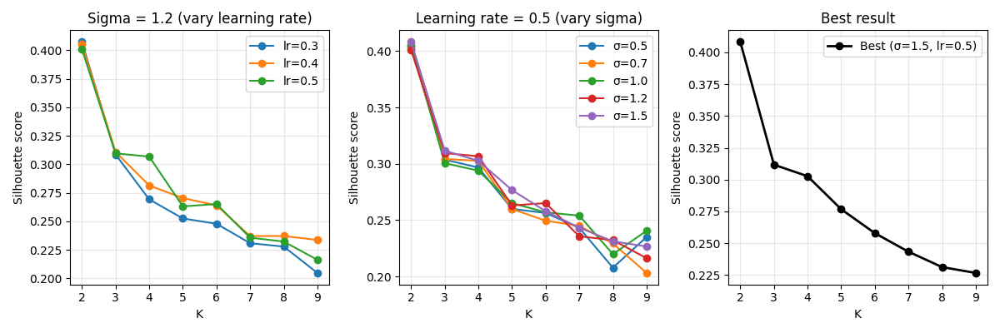 Sigma = 1.2 (vary learning rate)
Silhouette score
0.400
0.375
0.350
0.325
0.300
0.275
0.250
0.225
0.200
lr=0.3
lr=0.4
lr=0.5
2 3 4 5 6 7 8 9
K
Learning rate = 0.5 (vary sigma)
Silhouette score
0.40
0.35
0.30
0.25
0.20
σ=0.5
σ=0.7
σ=1.0
σ=1.2
σ=1.5
2 3 4 5 6 7 8 9
K
Best result
Silhouette score
0.400
0.375
0.350
0.325
0.300
0.275
0.250
0.225
Best (σ=1.5, lr=0.5)
2 3 4 5 6 7 8 9
K